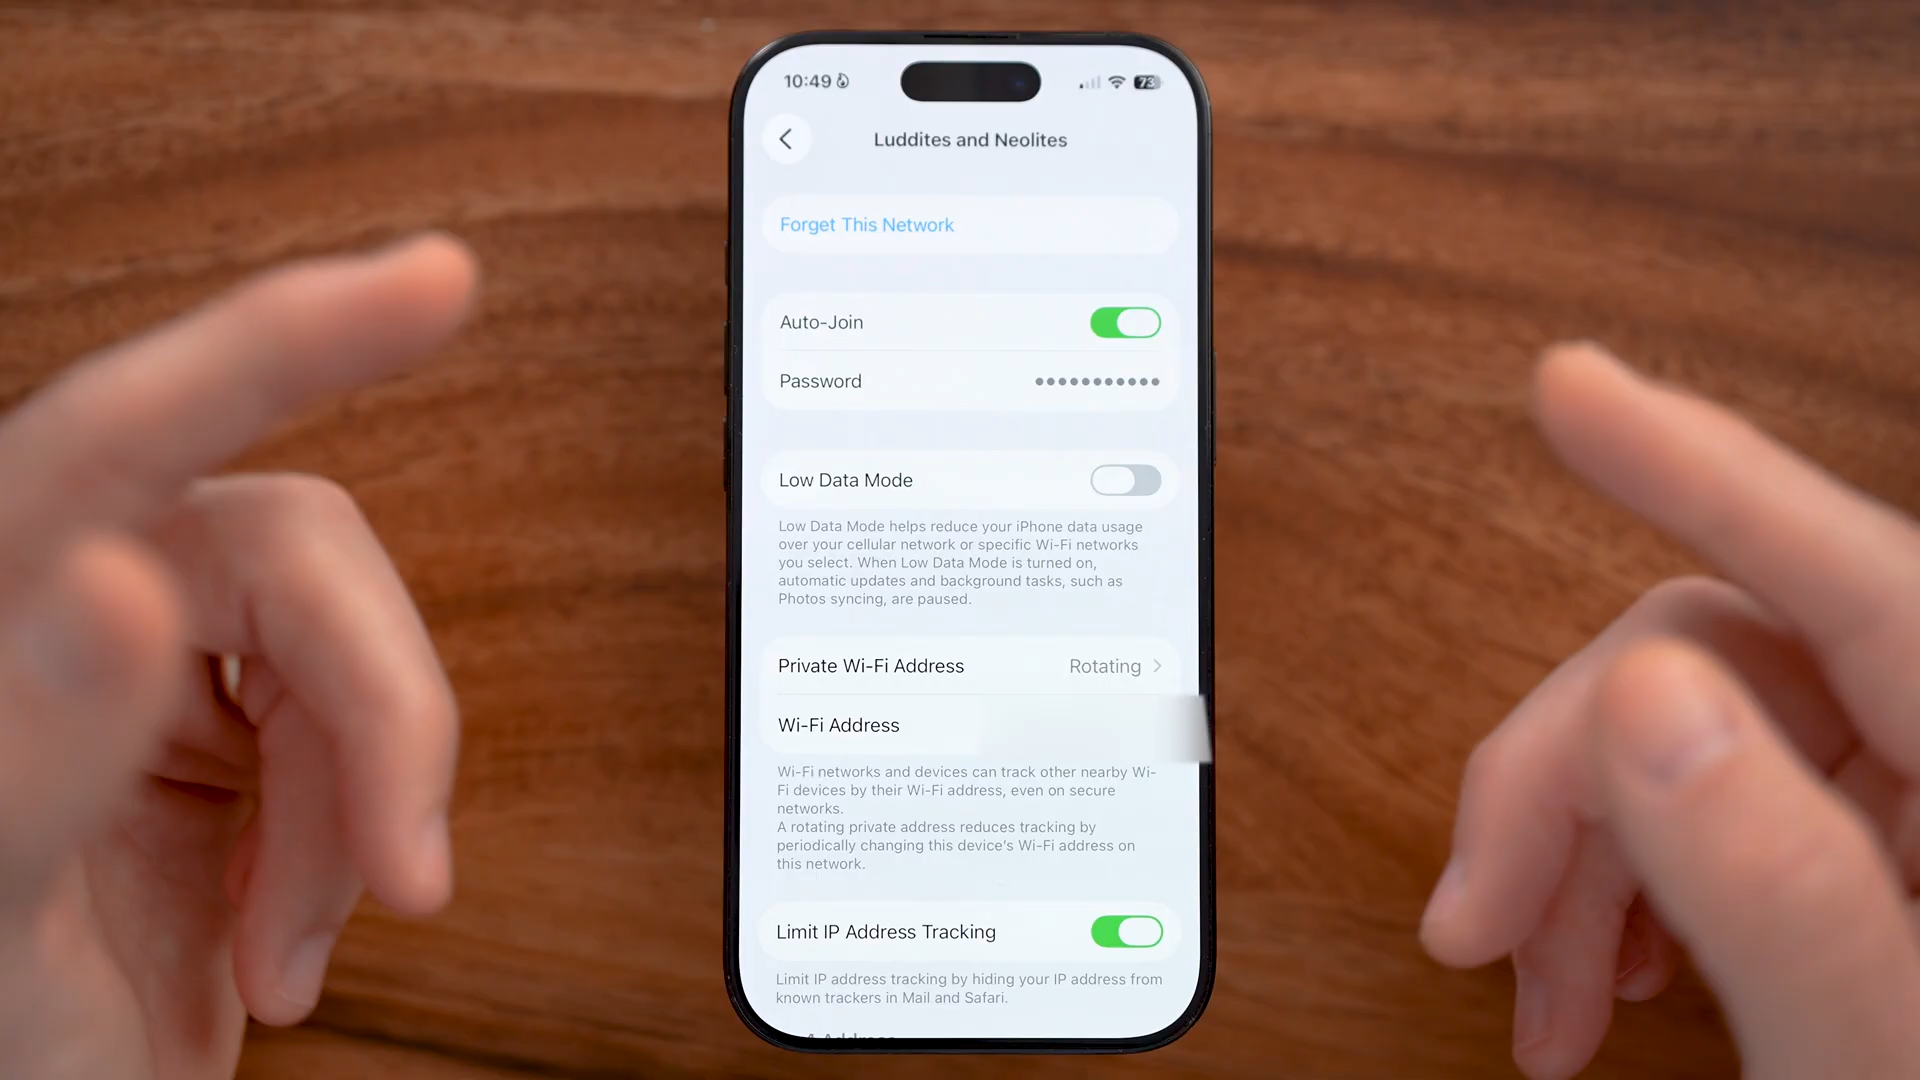 10:49
73
Luddites and Neolites
Forget This Network
Auto-Join
Password ●●●●●●●●●●●
Low Data Mode
Low Data Mode helps reduce your iPhone data usage
over your cellular network or specific Wi-Fi networks
you select. When Low Data Mode is turned on,
automatic updates and background tasks, such as
Photos syncing, are paused.
Private Wi-Fi Address Rotating
Wi-Fi Address
Wi-Fi networks and devices can track other nearby Wi-
Fi devices by their Wi-Fi address, even on secure
networks.
A rotating private address reduces tracking by
periodically changing this device's Wi-Fi address on
this network.
Limit IP Address Tracking
Limit IP address tracking by hiding your IP address from
known trackers in Mail and Safari.
Address